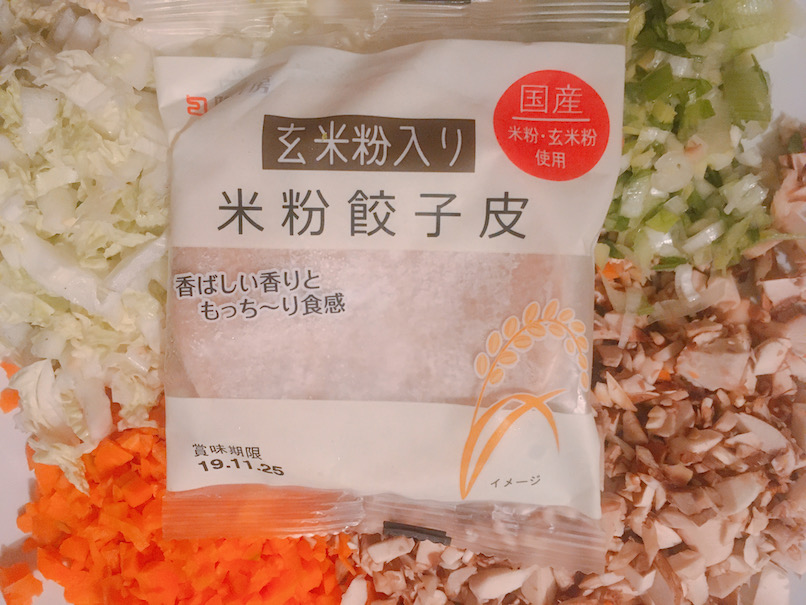 国産
米粉・玄米粉
使用
玄米粉入り
米粉餃子皮
香ばしい香りと
もっち〜り食感
賞味期限
19.11.25
イメージ